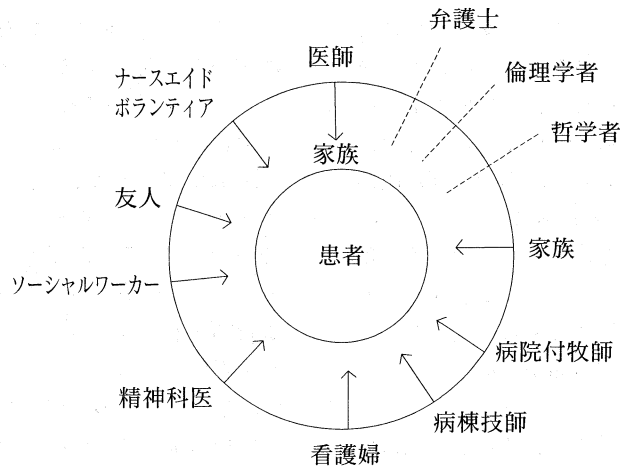 弁護士
医師
倫理学者
ナースエイド
ボランティア
哲学者
家族
友人
患者
家族
ソーシャルワーカー
病院付牧師
精神科医
病棟技師
看護婦